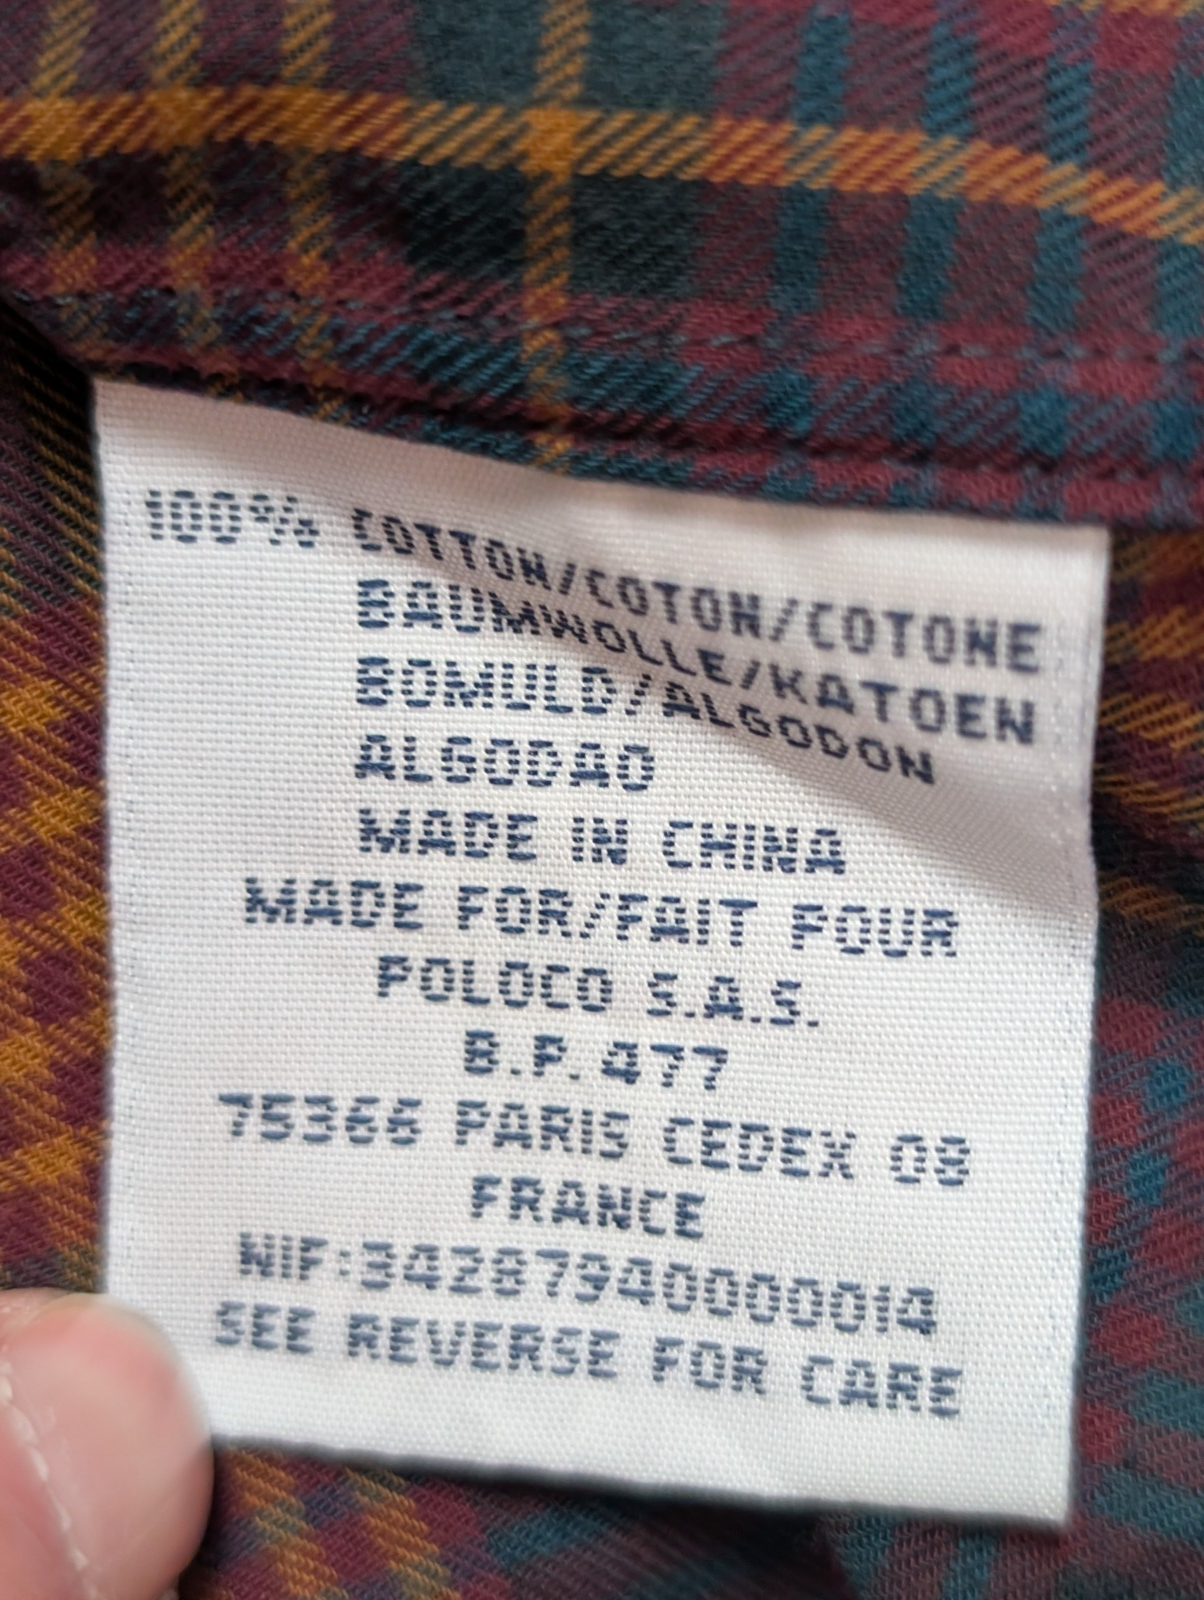 100% COTTON/COTON/COTONE
BAUMWOLLE/KATOEN
BOMULD/ALGODON
ALGODAO
MADE IN CHINA
MADE FOR/FAIT POUR
POLOCO S.A.S.
B.P. 477
75366 PARIS CEDEX 08
FRANCE
NIF:34287940000014
SEE REVERSE FOR CARE